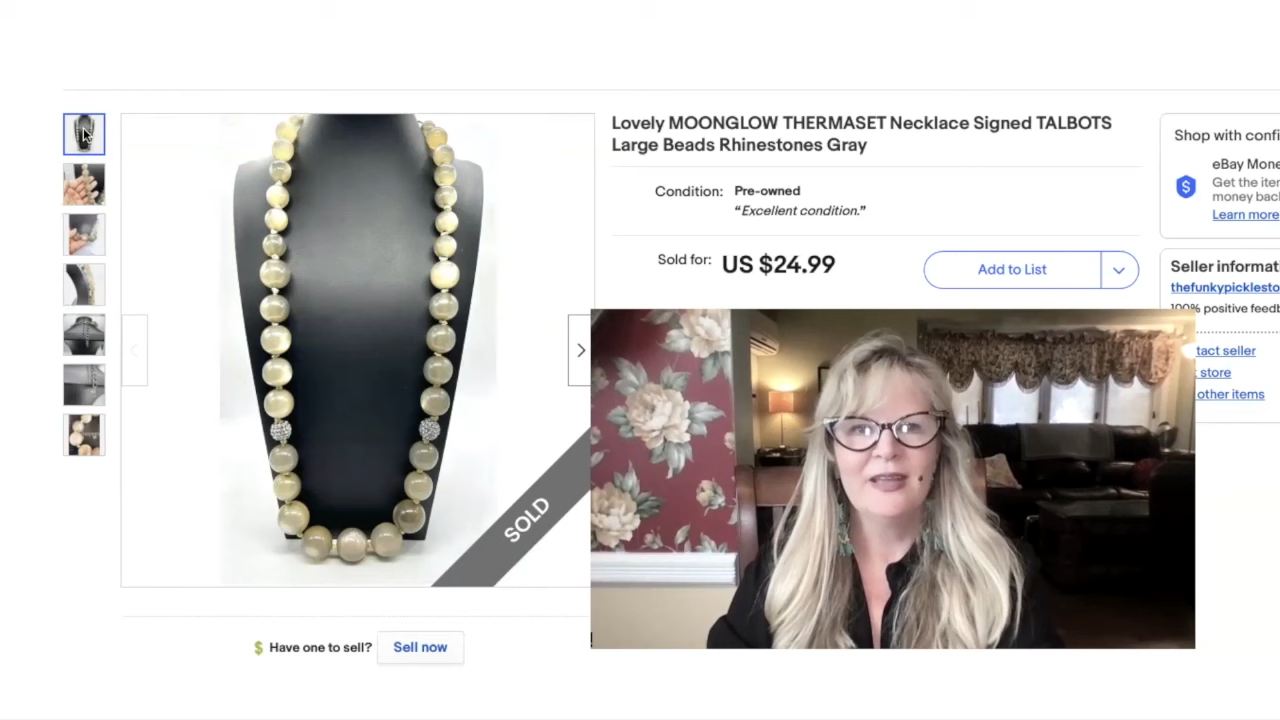 Lovely MOONGLOW THERMASET Necklace Signed TALBOTS
Large Beads Rhinestones Gray
Condition: Pre-owned
“Excellent condition.”
Sold for: US $24.99
Add to List
SOLD
$ Have one to sell? Sell now
Shop with confi
$
eBay Mone
Get the iter
money back
Learn more
Seller informati
thefunkypicklesto
100% positive feedb
tact seller
store
other items